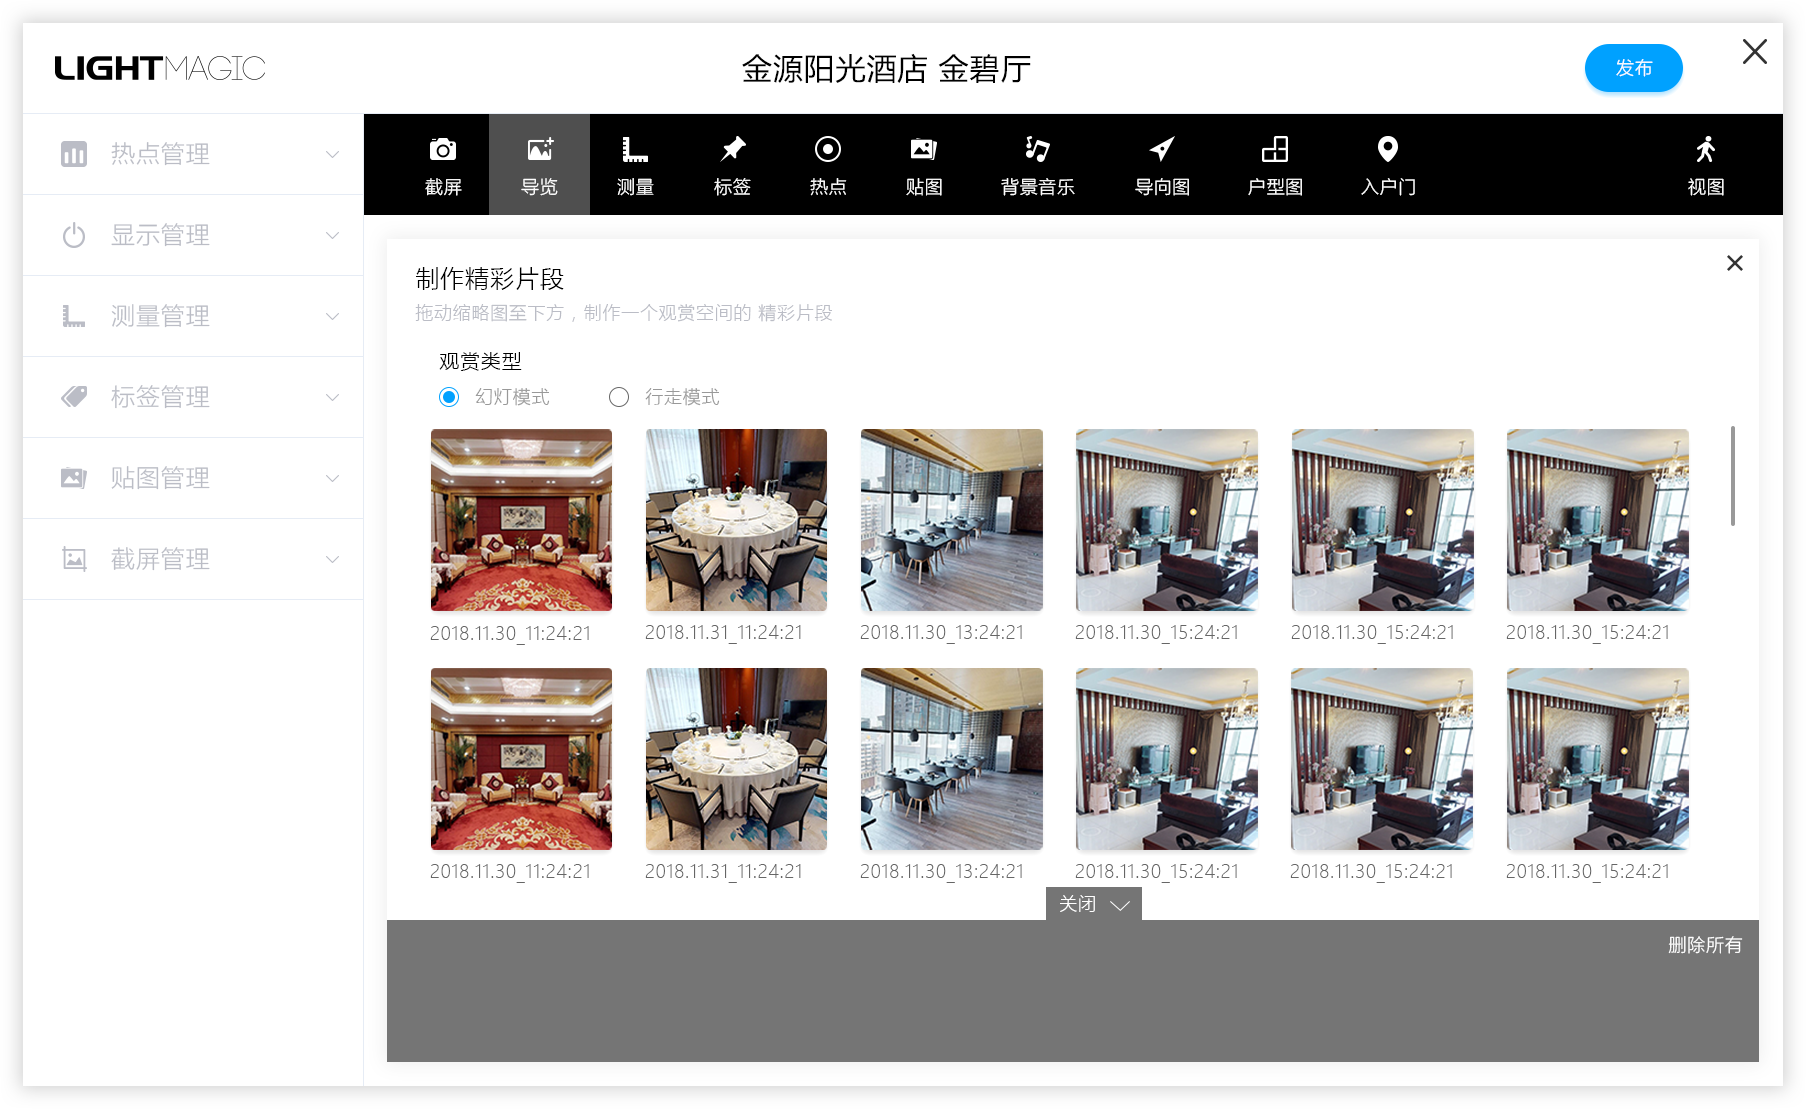 LIGHTMAGIC
金源阳光酒店 金碧厅
发布
热点管理
显示管理
测量管理
标签管理
贴图管理
截屏管理
截屏
导览
测量
标签
热点
贴图
背景音乐
导向图
户型图
入户门
视图
制作精彩片段
拖动缩略图至下方，制作一个观赏空间的 精彩片段
观赏类型
幻灯模式
行走模式
2018.11.30_11:24:21
2018.11.31_11:24:21
2018.11.30_13:24:21
2018.11.30_15:24:21
2018.11.30_15:24:21
2018.11.30_15:24:21
2018.11.30_11:24:21
2018.11.31_11:24:21
2018.11.30_13:24:21
2018.11.30_15:24:21
2018.11.30_15:24:21
2018.11.30_15:24:21
关闭
删除所有